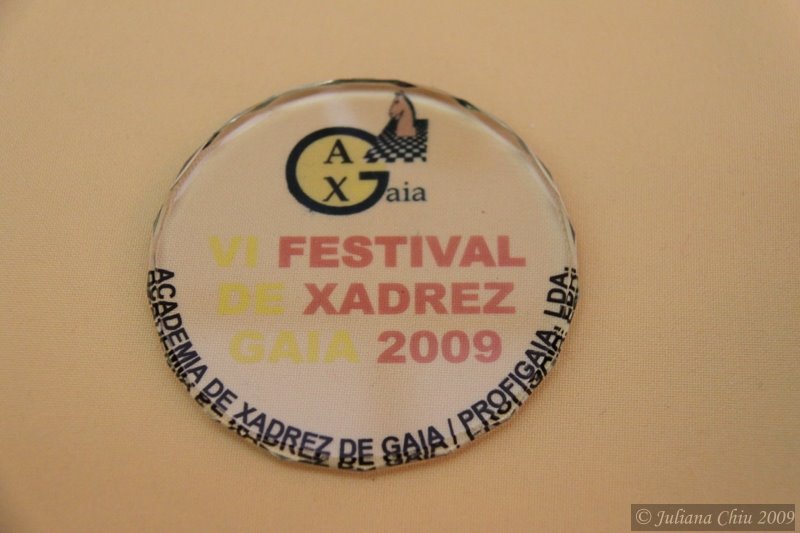 A
X
Gaia
VI FESTIVAL
DE XADREZ
GAIA 2009
ACADEMIA DE XADREZ DE GAIA / PROFIGAIA, LDA.
© Juliana Chiu 2009